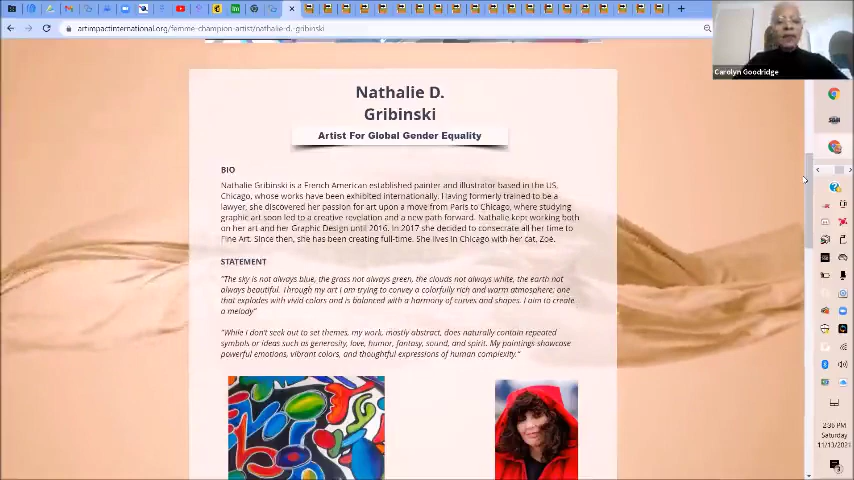 artimpactinternational.org/femme-champion-artist/nathalie-d.-gribinski
Carolyn Goodridge
Nathalie D.
Gribinski
Artist For Global Gender Equality
BIO
Nathalie Gribinski is a French American established painter and illustrator based in the US,
Chicago, whose works have been exhibited internationally. Having formerly trained to be a
lawyer, she discovered her passion for art upon a move from Paris to Chicago, where studying
graphic art soon led to a creative revelation and a new path forward. Nathalie kept working both
on her art and her Graphic Design until 2016. In 2017 she decided to consecrate all her time to
Fine Art. Since then, she has been creating full-time. She lives in Chicago with her cat, Zoé.
STATEMENT
"The sky is not always blue, the grass not always green, the clouds not always white, the earth not
always beautiful. Through my art I am trying to convey a colorfully rich and warm atmosphere; one
that explodes with vivid colors and is balanced with a harmony of curves and shapes. I aim to create
a melody"
"While I don't seek out to set themes, my work, mostly abstract, does naturally contain repeated
symbols or ideas such as generosity, love, humor, fantasy, sound, and spirit. My paintings showcase
powerful emotions, vibrant colors, and thoughtful expressions of human complexity."
2:36 PM
Saturday